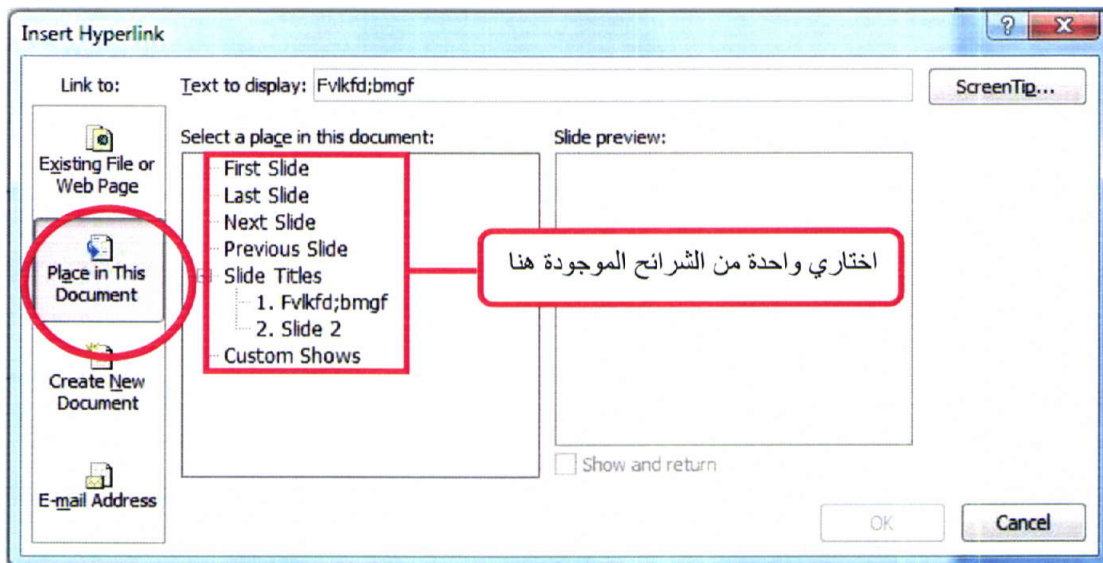 Insert Hyperlink
Link to:
Text to display: Fvlkfd;bmgf
ScreenTip...
Existing File or
Web Page
Place in This
Document
Create New
Document
E-mail Address
Select a place in this document:
First Slide
Last Slide
Next Slide
Previous Slide
Slide Titles
1. Fvlkfd;bmgf
2. Slide 2
Custom Shows
Slide preview:
اختاري واحدة من الشرائح الموجودة هنا
Show and return
OK
Cancel